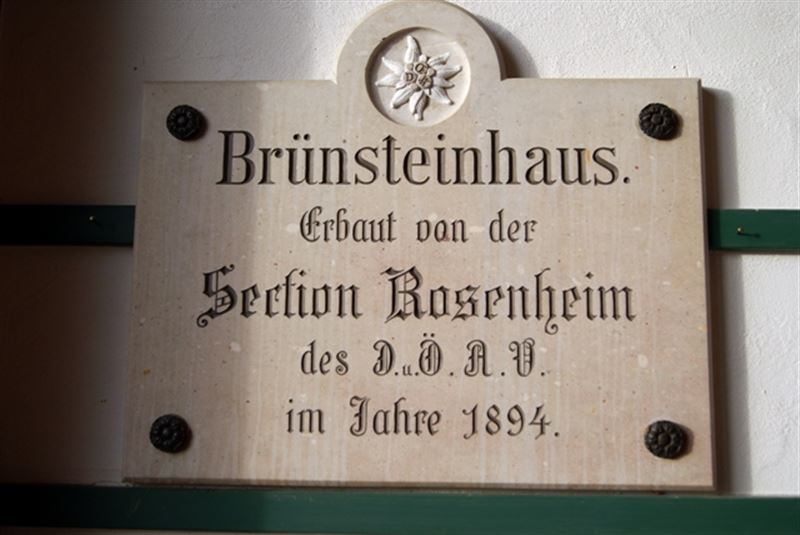 Brünsteinhaus.
Erbaut von der
Section Rosenheim
des D.u.Ö.A.V.
im Jahre 1894.